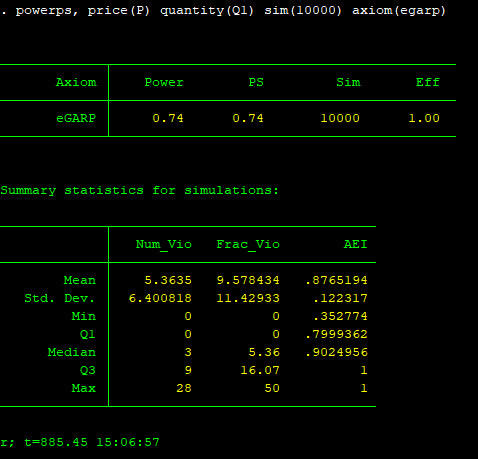 . powerps, price(P) quantity(Q1) sim(10000) axiom(egarp)
Axiom Power PS Sim Eff
eGARP 0.74 0.74 10000 1.00
Summary statistics for simulations:
Num_Vio Frac_Vio AEI
Mean 5.3635 9.578434 .8765194
Std. Dev. 6.400818 11.42933 .122317
Min 0 0 .352774
Q1 0 0 .7999362
Median 3 5.36 .9024956
Q3 9 16.07 1
Max 28 50 1
r; t=885.45 15:06:57